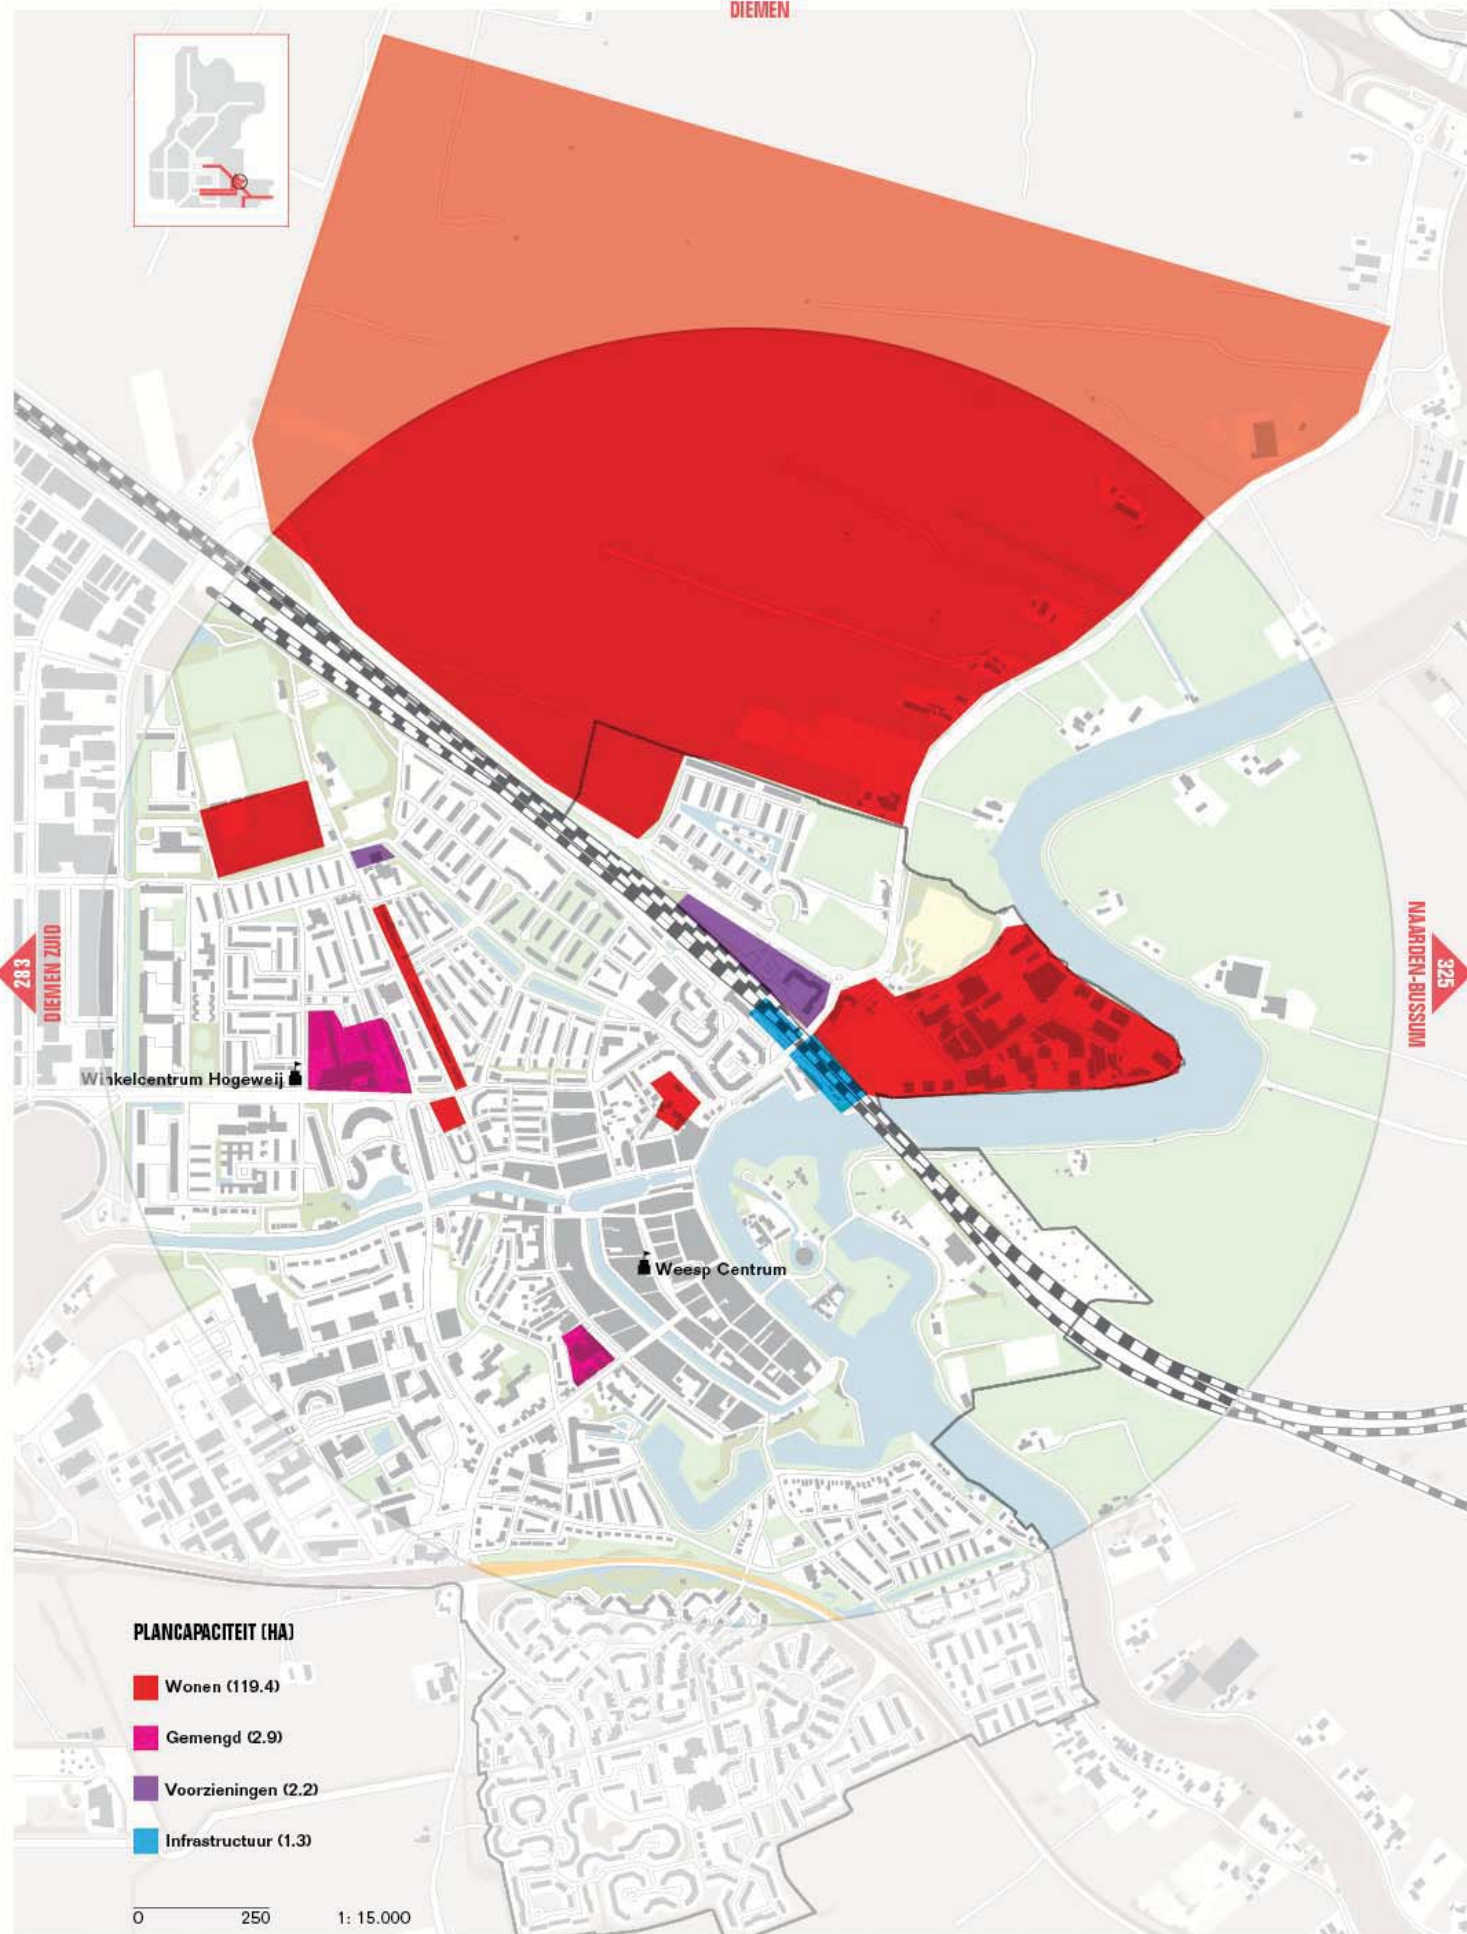 DIEMEN
283
DIEMEN ZUID
NAARDEN-BUSSUM
325
Winkelcentrum Hogeweij
Weesp Centrum
PLANCAPACITEIT (HA)
Wonen (119.4)
Gemengd (2.9)
Voorzieningen (2.2)
Infrastructuur (1.3)
0 250 1: 15.000